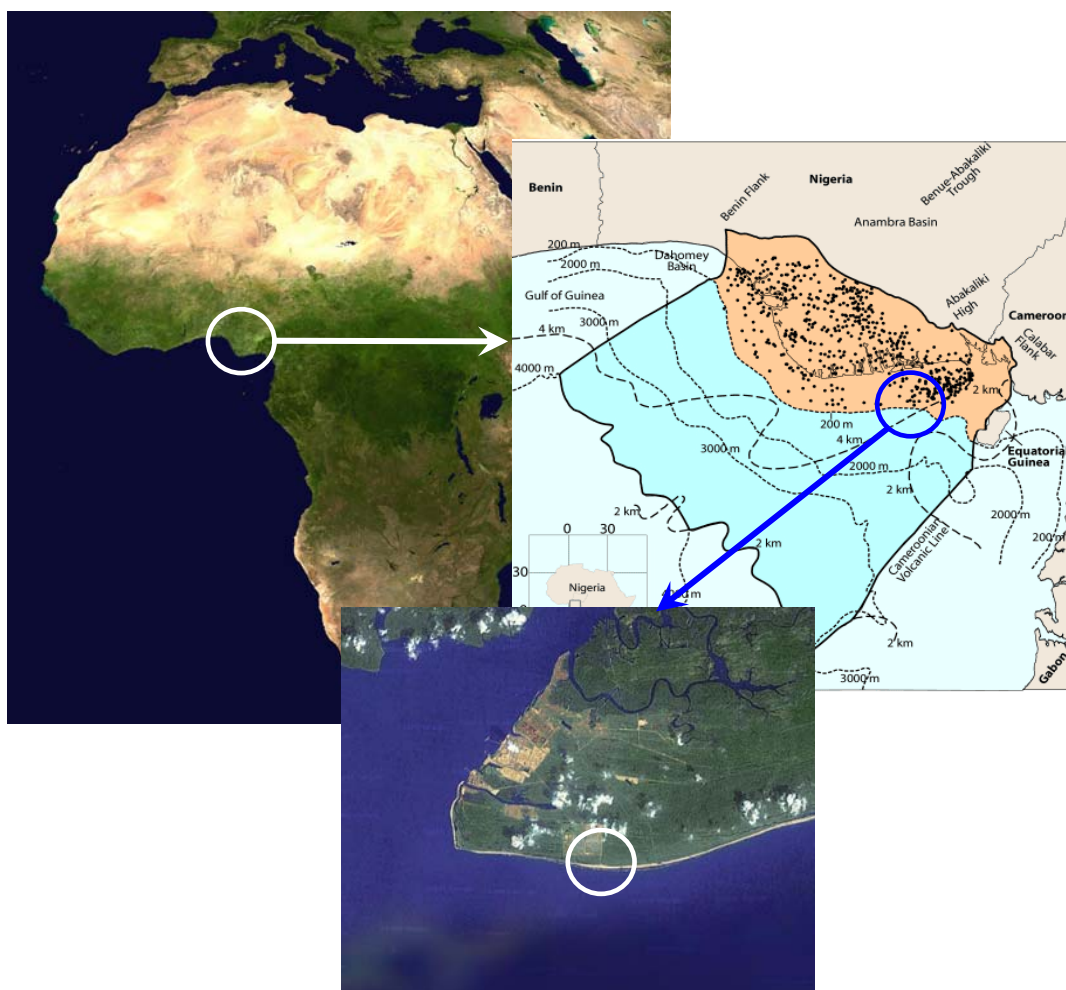 Benin
Nigeria
Benin Flank
Benue-Abakaliki
Trough
Anambra Basin
200 m
2000 m
Dahomey
Basin
Gulf of Guinea
Abakaliki
High
Cameroon
Calabar
Flank
3000 m
4 km
4000 m
2 km
200 m
4 km
3000 m
2000 m
Equatorial
Guinea
2 km
2 km
2000 m
200 m
2 km
Cameroonian
Volcanic Line
0 30
30
Nigeria
2 km
3000 m
Gabon